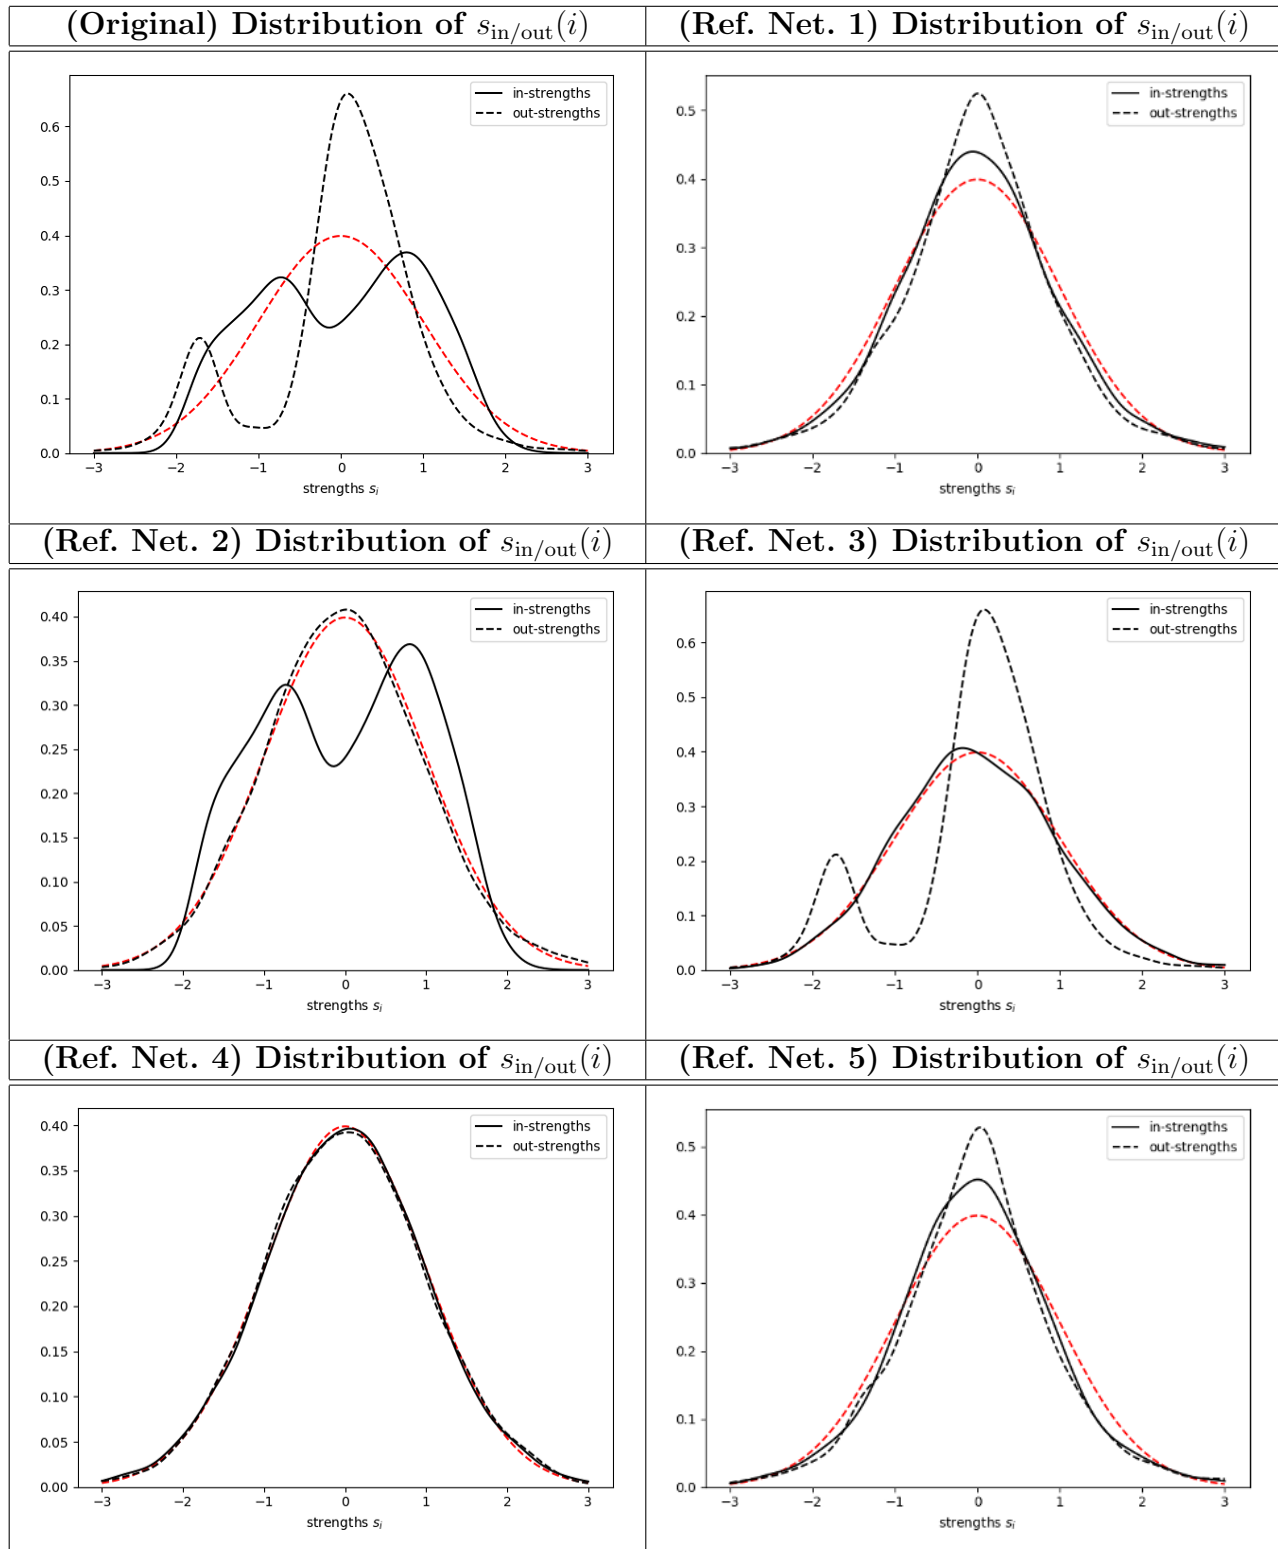 (Original) Distribution of s_in/out(i)
(Ref. Net. 1) Distribution of s_in/out(i)
in-strengths
out-strengths
0.6
0.5
0.4
0.3
0.2
0.1
0.0
−3 −2 −1 0 1 2 3
strengths s_i
in-strengths
out-strengths
0.5
0.4
0.3
0.2
0.1
0.0
−3 −2 −1 0 1 2 3
strengths s_i
(Ref. Net. 2) Distribution of s_in/out(i)
(Ref. Net. 3) Distribution of s_in/out(i)
in-strengths
out-strengths
0.40
0.35
0.30
0.25
0.20
0.15
0.10
0.05
0.00
−3 −2 −1 0 1 2 3
strengths s_i
in-strengths
out-strengths
0.6
0.5
0.4
0.3
0.2
0.1
0.0
−3 −2 −1 0 1 2 3
strengths s_i
(Ref. Net. 4) Distribution of s_in/out(i)
(Ref. Net. 5) Distribution of s_in/out(i)
in-strengths
out-strengths
0.40
0.35
0.30
0.25
0.20
0.15
0.10
0.05
0.00
−3 −2 −1 0 1 2 3
strengths s_i
in-strengths
out-strengths
0.5
0.4
0.3
0.2
0.1
0.0
−3 −2 −1 0 1 2 3
strengths s_i